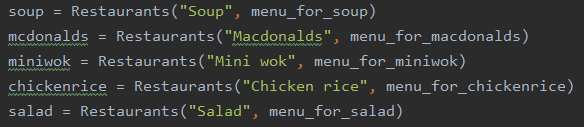 soup = Restaurants("Soup", menu_for_soup)
mcdonalds = Restaurants("Macdonalds", menu_for_macdonalds)
miniwok = Restaurants("Mini wok", menu_for_miniwok)
chickenrice = Restaurants("Chicken rice", menu_for_chickenrice)
salad = Restaurants("Salad", menu_for_salad)